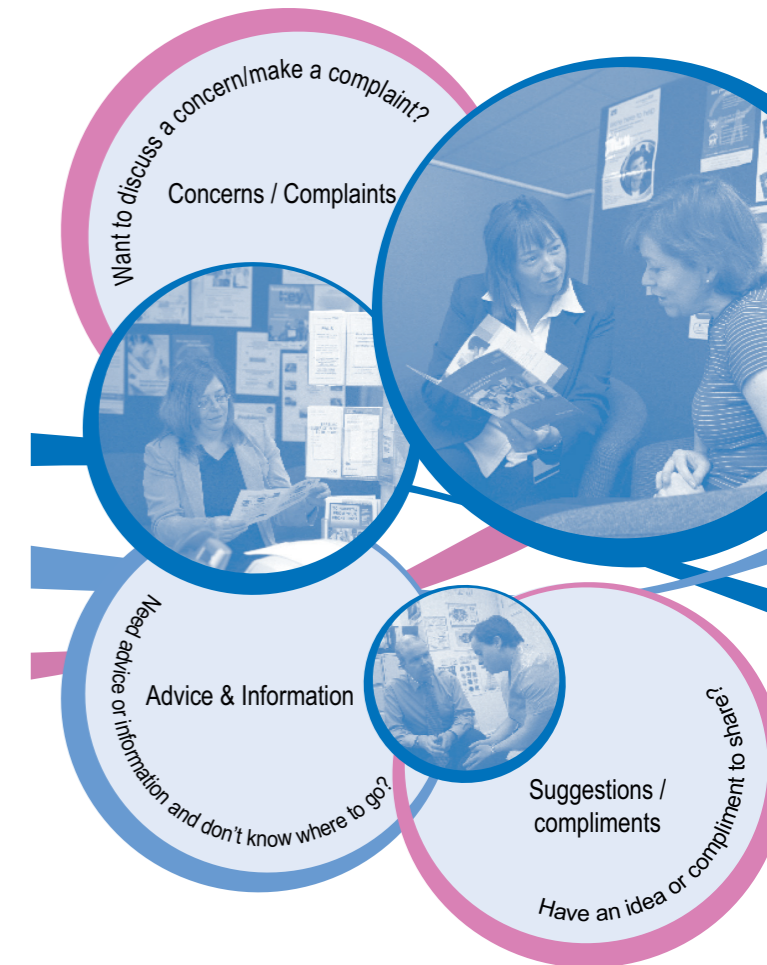 Want to discuss a concern/make a complaint?
Concerns / Complaints
Need advice or information and don't know where to go?
Advice & Information
Suggestions /
compliments
Have an idea or compliment to share?